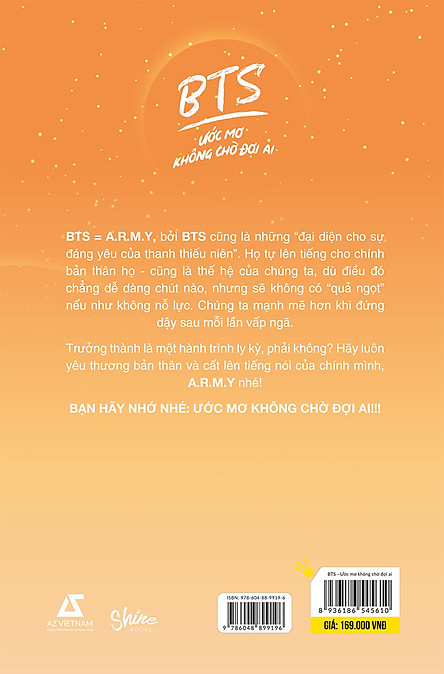 BTS
ƯỚC MƠ
KHÔNG CHỜ ĐỢI AI
BTS = A.R.M.Y, bởi BTS cũng là những “đại diện cho sự
đáng yêu của thanh thiếu niên”. Họ tự lên tiếng cho chính
bản thân họ - cũng là thế hệ của chúng ta, dù điều đó
chẳng dễ dàng chút nào, nhưng sẽ không có “quả ngọt”
nếu như không nỗ lực. Chúng ta mạnh mẽ hơn khi đứng
dậy sau mỗi lần vấp ngã.
Trưởng thành là một hành trình ly kỳ, phải không? Hãy luôn
yêu thương bản thân và cất lên tiếng nói của chính mình,
A.R.M.Y nhé!
BẠN HÃY NHỚ NHÉ: ƯỚC MƠ KHÔNG CHỜ ĐỢI AI!!!
AZ VIETNAM
Shine
BOOKS
ISBN: 978-604-88-9919-6
9 786048 899196
BTS - Ước mơ không chờ đợi ai
8 936186 545610
GIÁ: 169.000 VNĐ